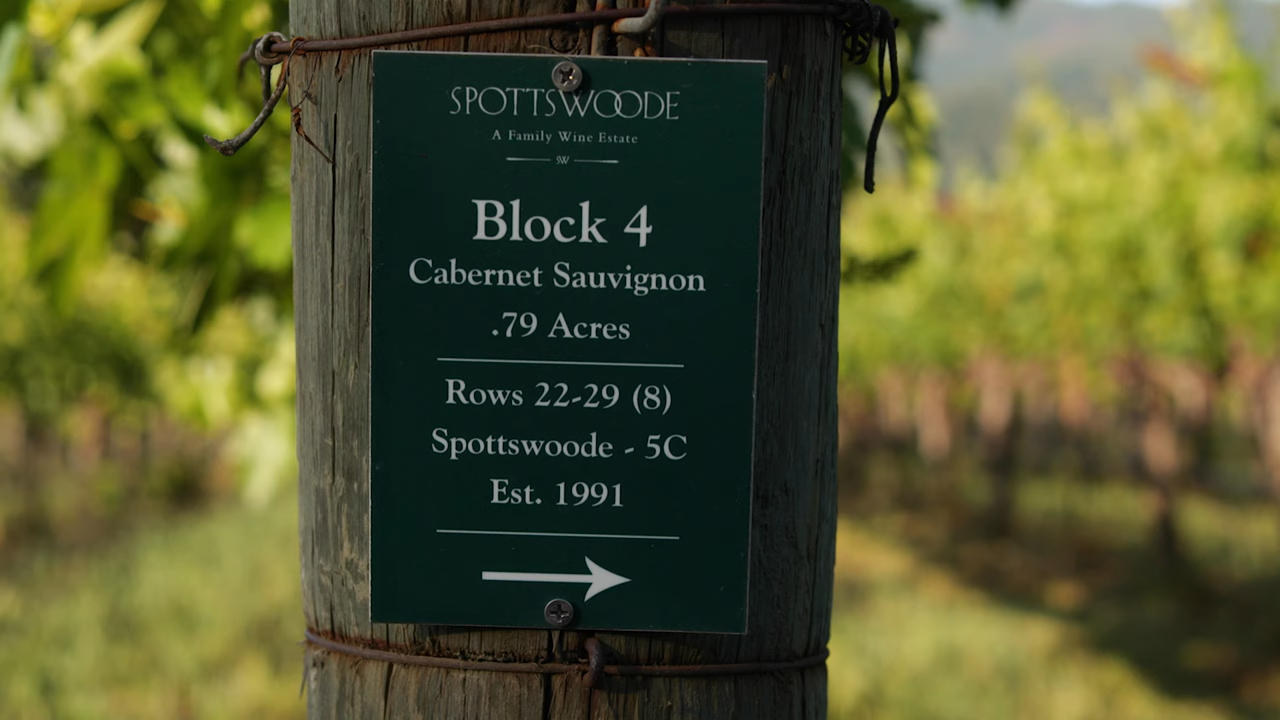 SPOTTSWOODE
A Family Wine Estate
SW
Block 4
Cabernet Sauvignon
.79 Acres
Rows 22-29 (8)
Spottswoode - 5C
Est. 1991